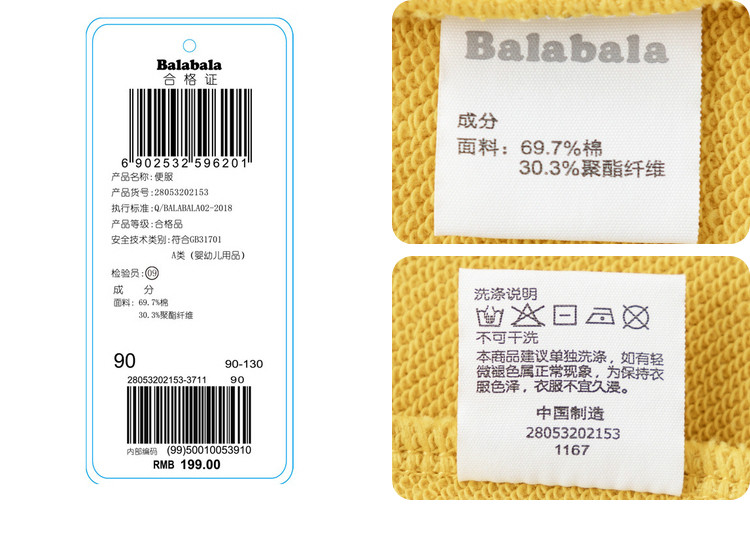 Balabala
合格证
6 902532 596201
产品名称:便服
产品货号:28053202153
执行标准:Q/BALABALA02-2018
产品等级:合格品
安全技术类别:符合GB31701
A类（婴幼儿用品）
检验员:09
成 分
面料: 69.7%棉
30.3%聚酯纤维
90 90-130
28053202153-3711 90
内部编码 (99)50010053910
RMB 199.00
Balabala
成分
面料：69.7%棉
30.3%聚酯纤维
洗涤说明
不可干洗
本商品建议单独洗涤，如有轻
微褪色属正常现象，为保持衣
服色泽，衣服不宜久浸。
中国制造
28053202153
1167